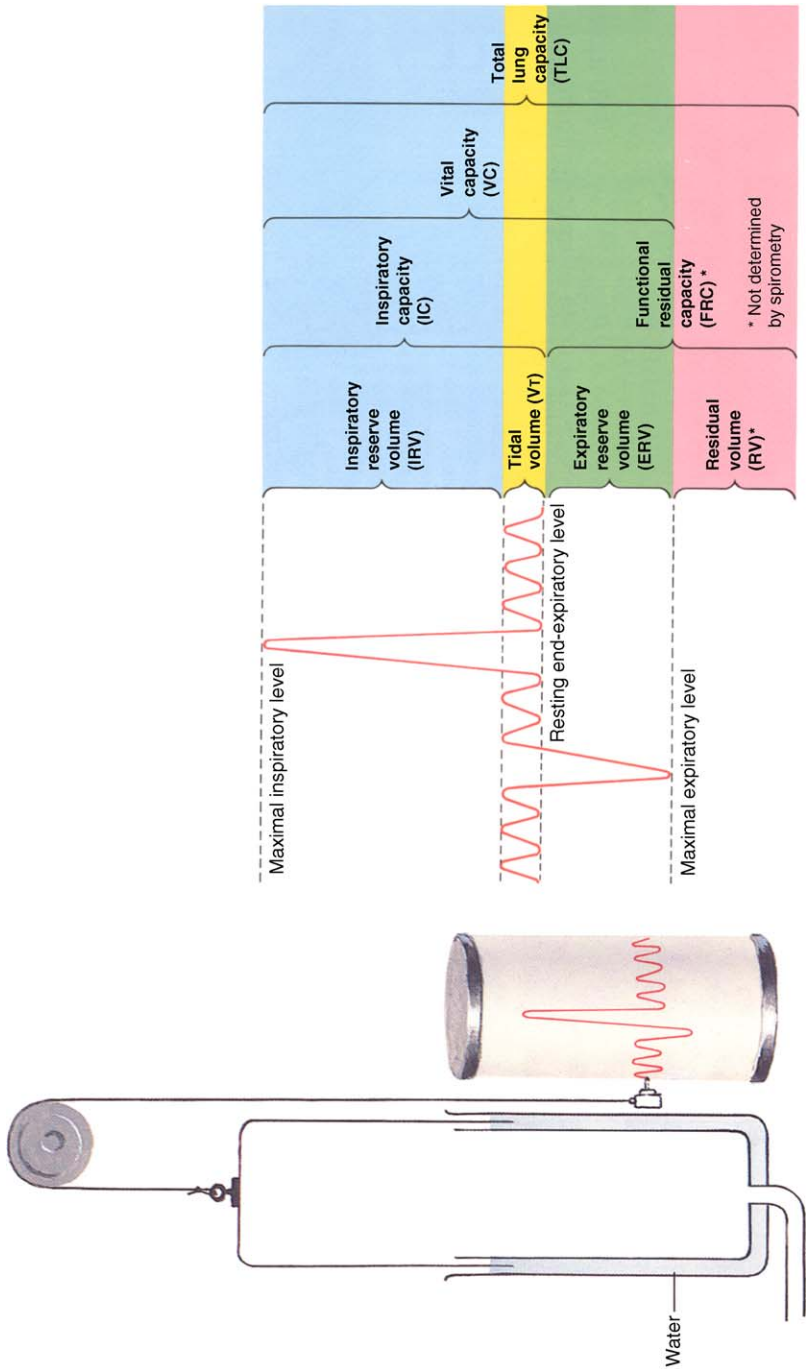 Water
Maximal inspiratory level
Resting end-expiratory level
Maximal expiratory level
Inspiratory
reserve
volume
(IRV)
Tidal
volume (VT)
Expiratory
reserve
volume
(ERV)
Residual
volume
(RV)*
Inspiratory
capacity
(IC)
Functional
residual
capacity
(FRC)*
* Not determined
by spirometry
Vital
capacity
(VC)
Total
lung
capacity
(TLC)